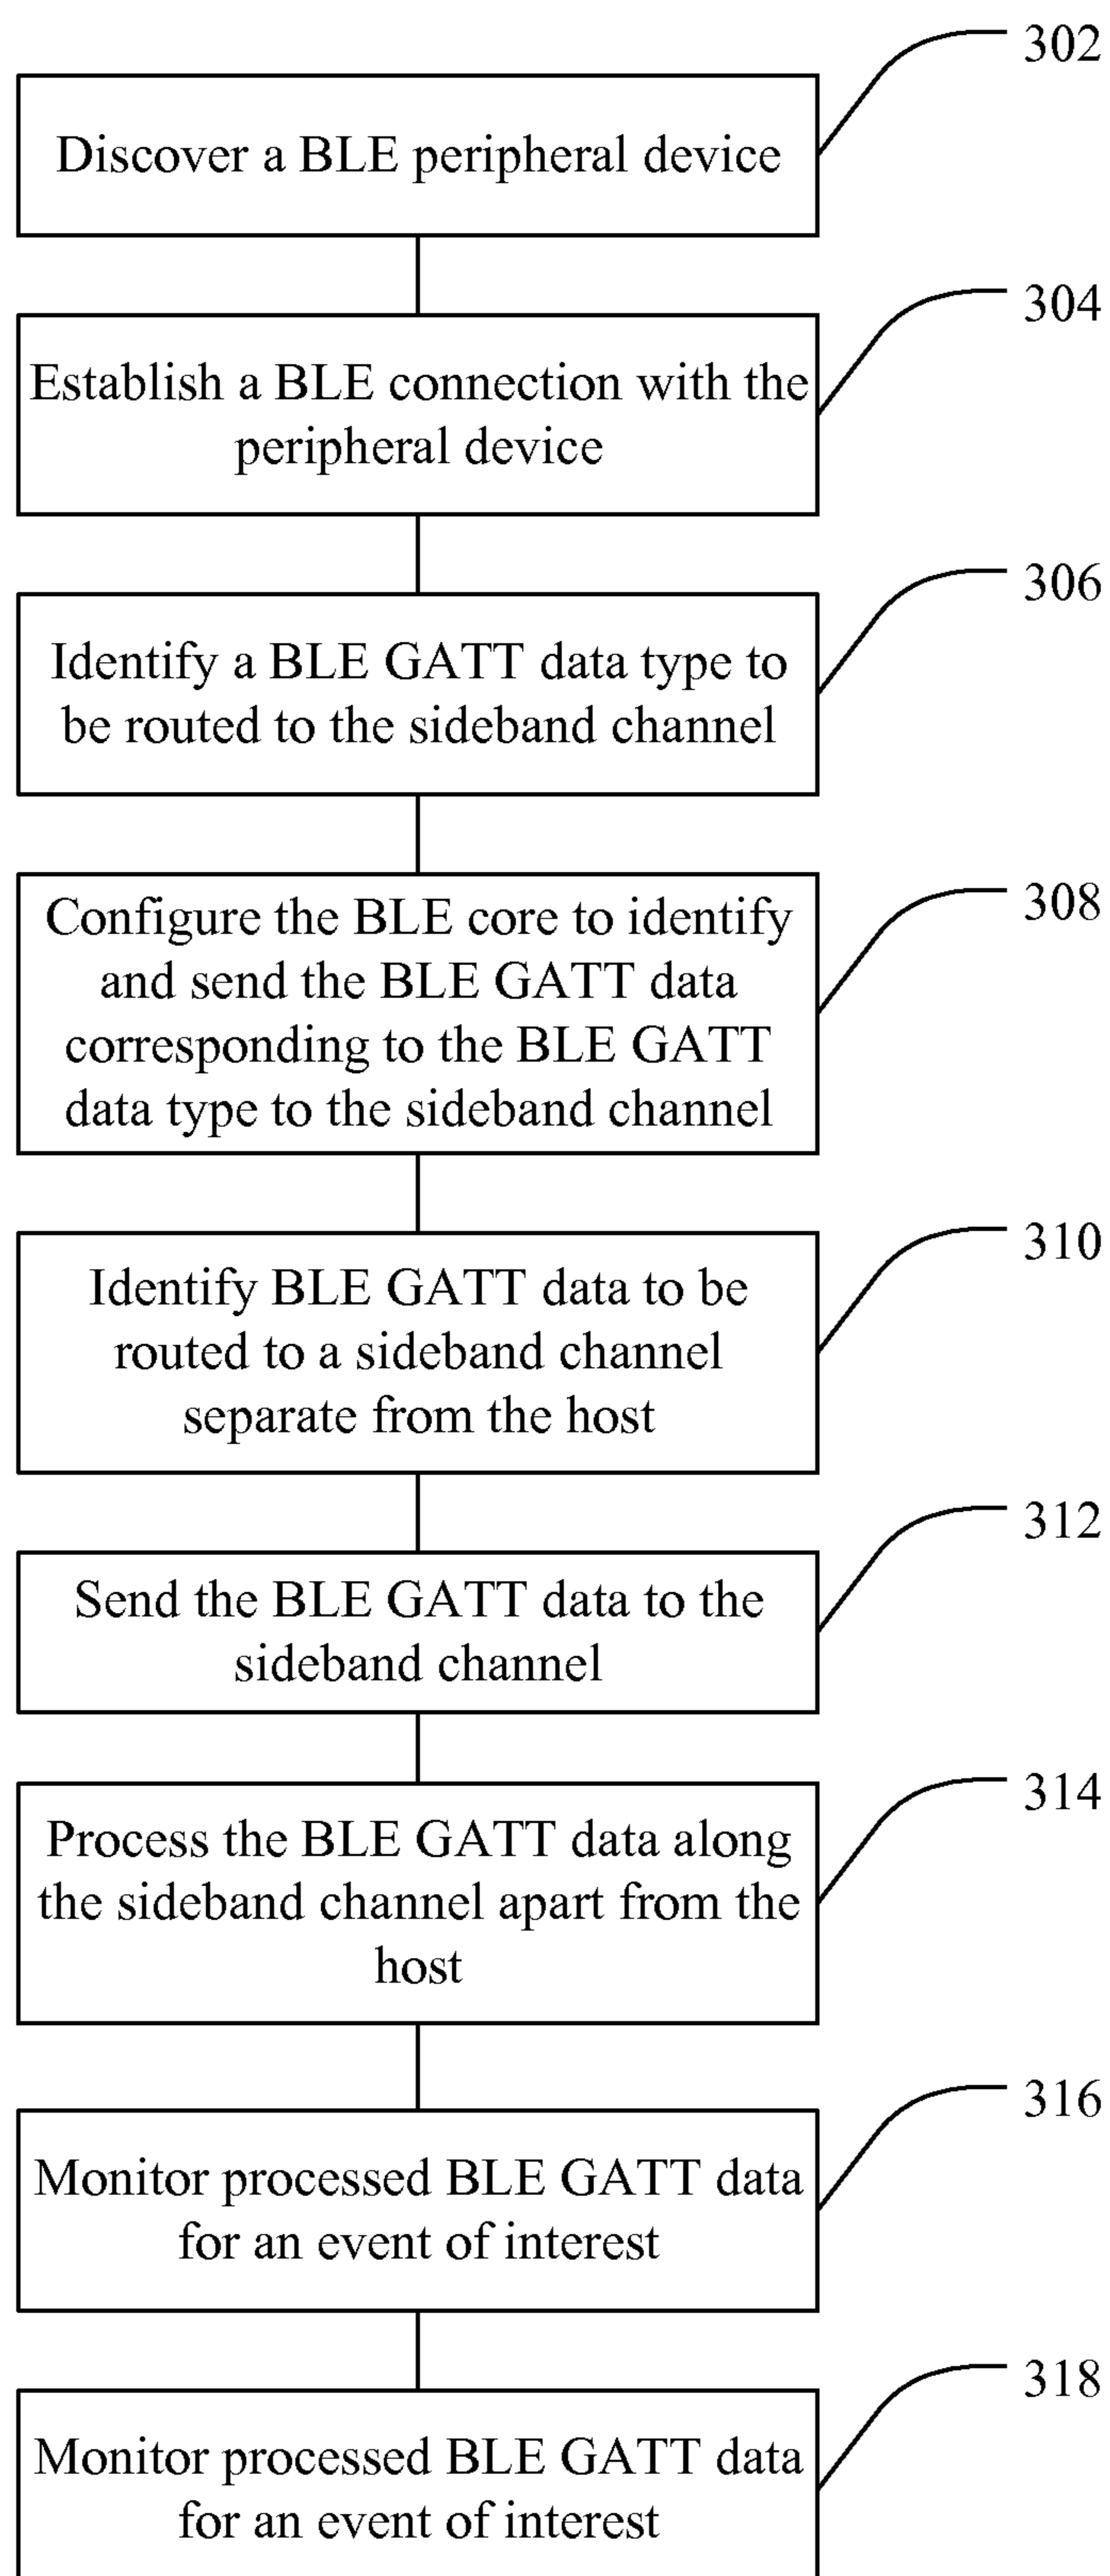 302
Discover a BLE peripheral device
304
Establish a BLE connection with the
peripheral device
306
Identify a BLE GATT data type to
be routed to the sideband channel
308
Configure the BLE core to identify
and send the BLE GATT data
corresponding to the BLE GATT
data type to the sideband channel
310
Identify BLE GATT data to be
routed to a sideband channel
separate from the host
312
Send the BLE GATT data to the
sideband channel
314
Process the BLE GATT data along
the sideband channel apart from the
host
316
Monitor processed BLE GATT data
for an event of interest
318
Monitor processed BLE GATT data
for an event of interest